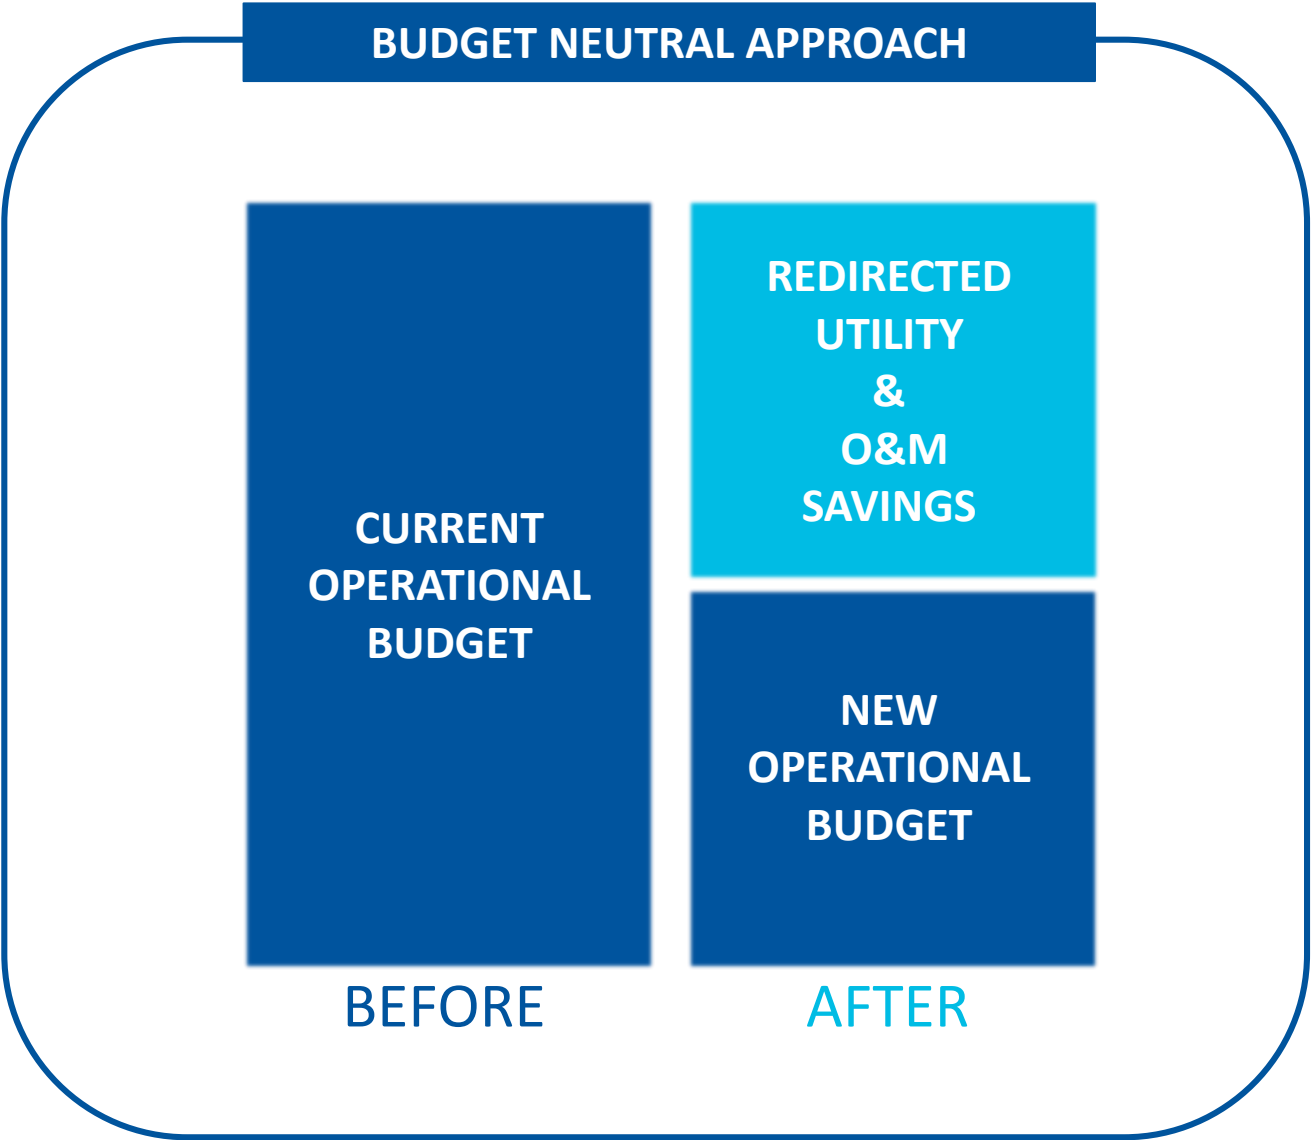 BUDGET NEUTRAL APPROACH
CURRENT
OPERATIONAL
BUDGET
REDIRECTED
UTILITY
&
O&M
SAVINGS
NEW
OPERATIONAL
BUDGET
BEFORE
AFTER